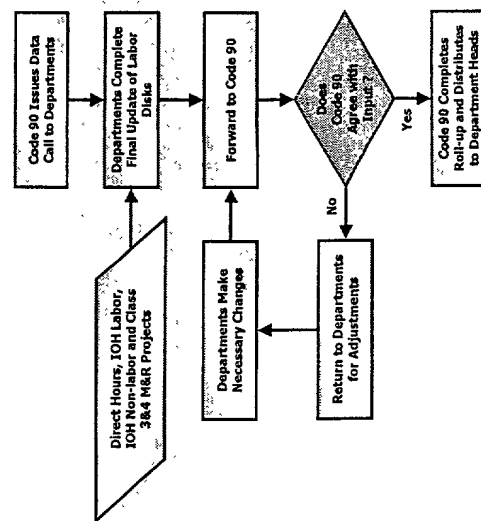 Code 90 Issues Data
Call to Departments
Direct Hours, IOH Labor,
IOH Non-labor and Class
3&4 M&R Projects
Departments Complete
Final Update of Labor
Disks
Forward to Code 90
Departments Make
Necessary Changes
Does
Code 90
Agree with
Input ?
No
Return to Departments
for Adjustments
Yes
Code 90 Completes
Roll-up and Distributes
to Department Heads